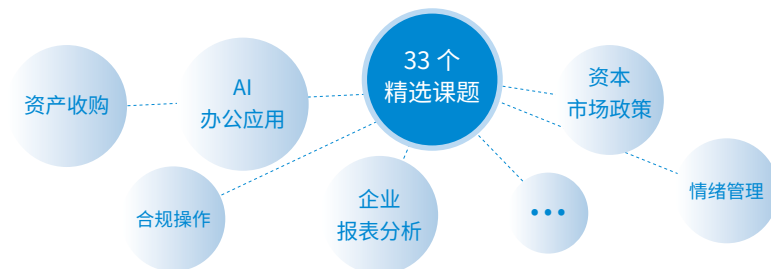 33 个
精选课题
资产收购
AI
办公应用
资本
市场政策
合规操作
企业
报表分析
•••
情绪管理